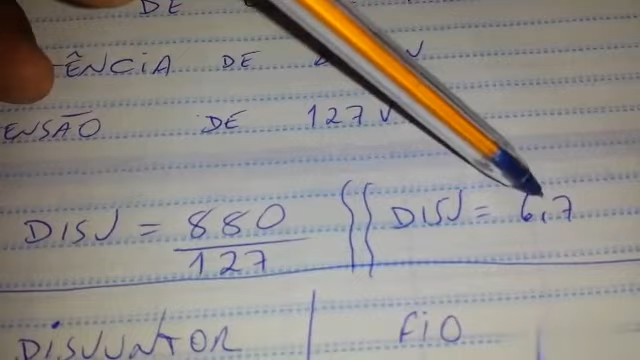 DE
ÊNCIA DE
ENSÃO DE 127 V
DISJ = 880 / 127 DISJ = 6,7
DISJUNTOR FIO